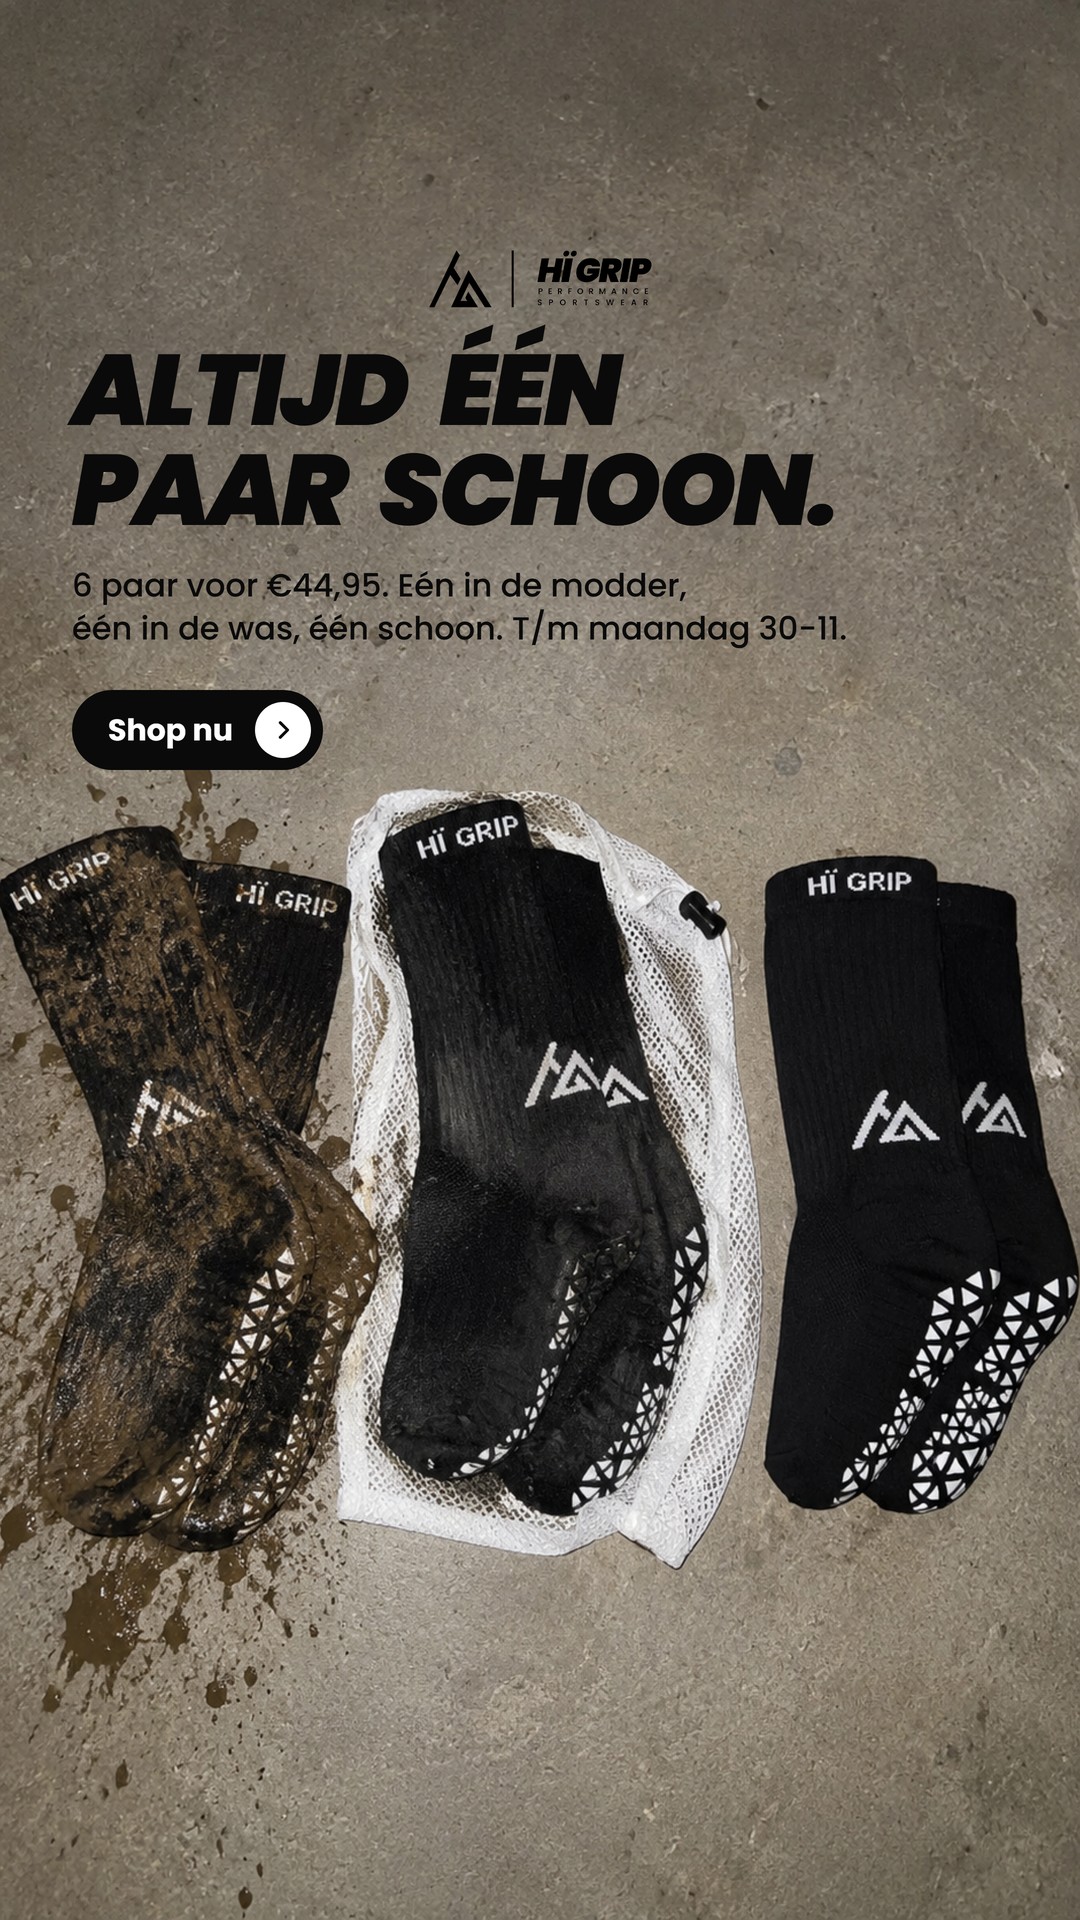 HÏ GRIP
PERFORMANCE
SPORTSWEAR
ALTIJD ÉÉN
PAAR SCHOON.
6 paar voor €44,95. Eén in de modder,
één in de was, één schoon. T/m maandag 30-11.
Shop nu
HÏ GRIP
HÏ GRIP
HÏ GRIP
HÏ GRIP